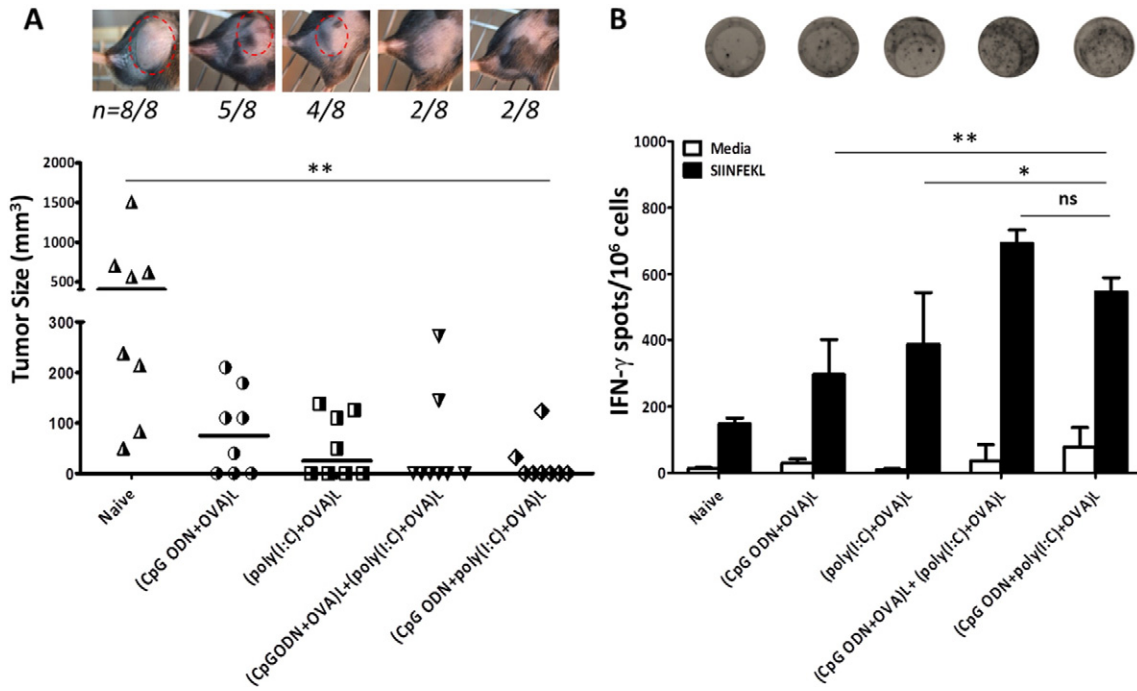 A
n=8/8 5/8 4/8 2/8 2/8
**
Tumor Size (mm³)
2000
1500
1000
500
300
200
100
0
Naive
(CpG ODN+OVA)L
(poly(I:C)+OVA)L
(CpGODN+OVA)L+(poly(I:C)+OVA)L
(CpG ODN+poly(I:C)+OVA)L
B
Media
SIINFEKL
**
*
ns
IFN-γ spots/10⁶ cells
1000
800
600
400
200
0
Naive
(CpG ODN+OVA)L
(poly(I:C)+OVA)L
(CpG ODN+OVA)L+ (poly(I:C)+OVA)L
(CpG ODN+poly(I:C)+OVA)L